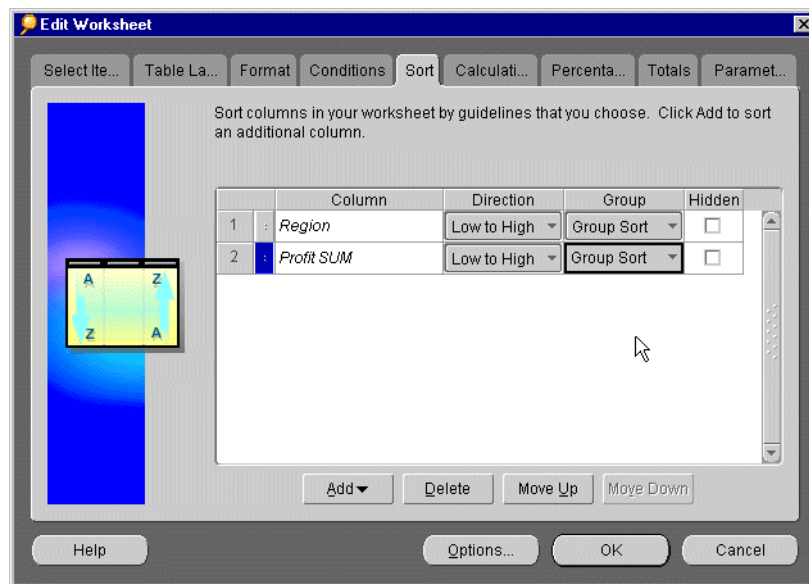 Edit Worksheet
Select Ite... Table La... Format Conditions Sort Calculati... Percenta... Totals Paramet...
Sort columns in your worksheet by guidelines that you choose. Click Add to sort
an additional column.
Column Direction Group Hidden
1 Region Low to High Group Sort
2 Profit SUM Low to High Group Sort
A Z
Z A
Add Delete Move Up Move Down
Help Options... OK Cancel